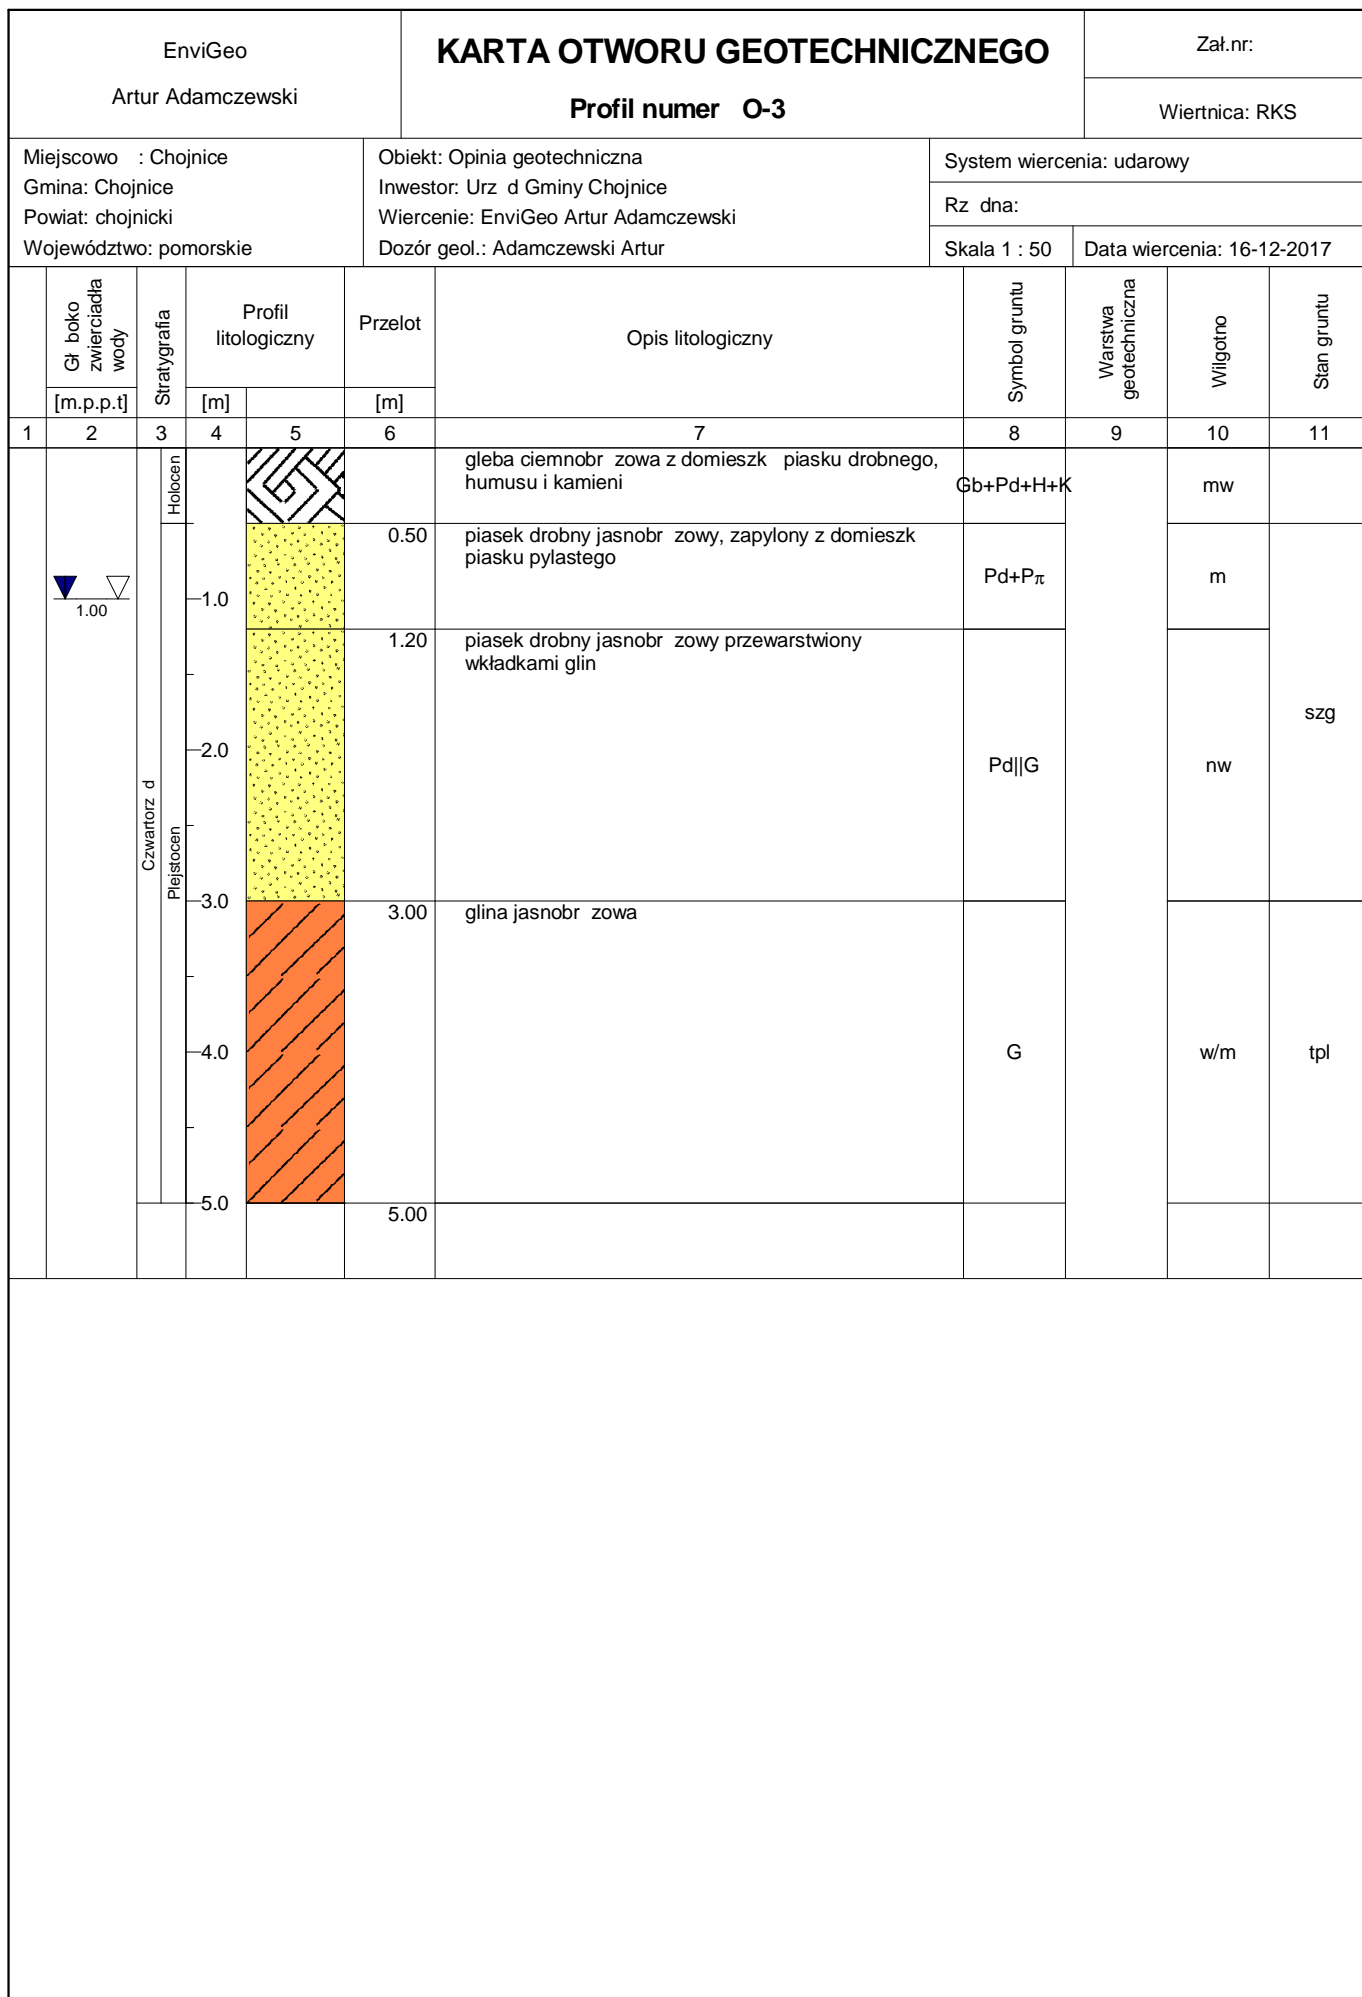 EnviGeo
Artur Adamczewski
KARTA OTWORU GEOTECHNICZNEGO
Profil numer O-3
Zał.nr:
Wiertnica: RKS
Miejscowo : Chojnice
Gmina: Chojnice
Powiat: chojnicki
Województwo: pomorskie
Obiekt: Opinia geotechniczna
Inwestor: Urz d Gminy Chojnice
Wiercenie: EnviGeo Artur Adamczewski
Dozór geol.: Adamczewski Artur
System wiercenia: udarowy
Rz dna:
Skala 1 : 50
Data wiercenia: 16-12-2017
Gł boko
zwierciadła
wody
[m.p.p.t]
Stratygrafia
Profil
litologiczny
[m]
Przelot
[m]
Opis litologiczny
Symbol gruntu
Warstwa
geotechniczna
Wilgotno
Stan gruntu
1 2 3 4 5 6 7 8 9 10 11
Holocen
gleba ciemnobr zowa z domieszk piasku drobnego,
humusu i kamieni
Gb+Pd+H+K
mw
0.50
piasek drobny jasnobr zowy, zapylony z domieszk
piasku pylastego
Pd+Pπ
m
1.00
1.0
1.20
piasek drobny jasnobr zowy przewarstwiony
wkładkami glin
szg
2.0
Pd||G
nw
Czwartorz d
Plejstocen
3.0
3.00
glina jasnobr zowa
4.0
G
w/m
tpl
5.0
5.00